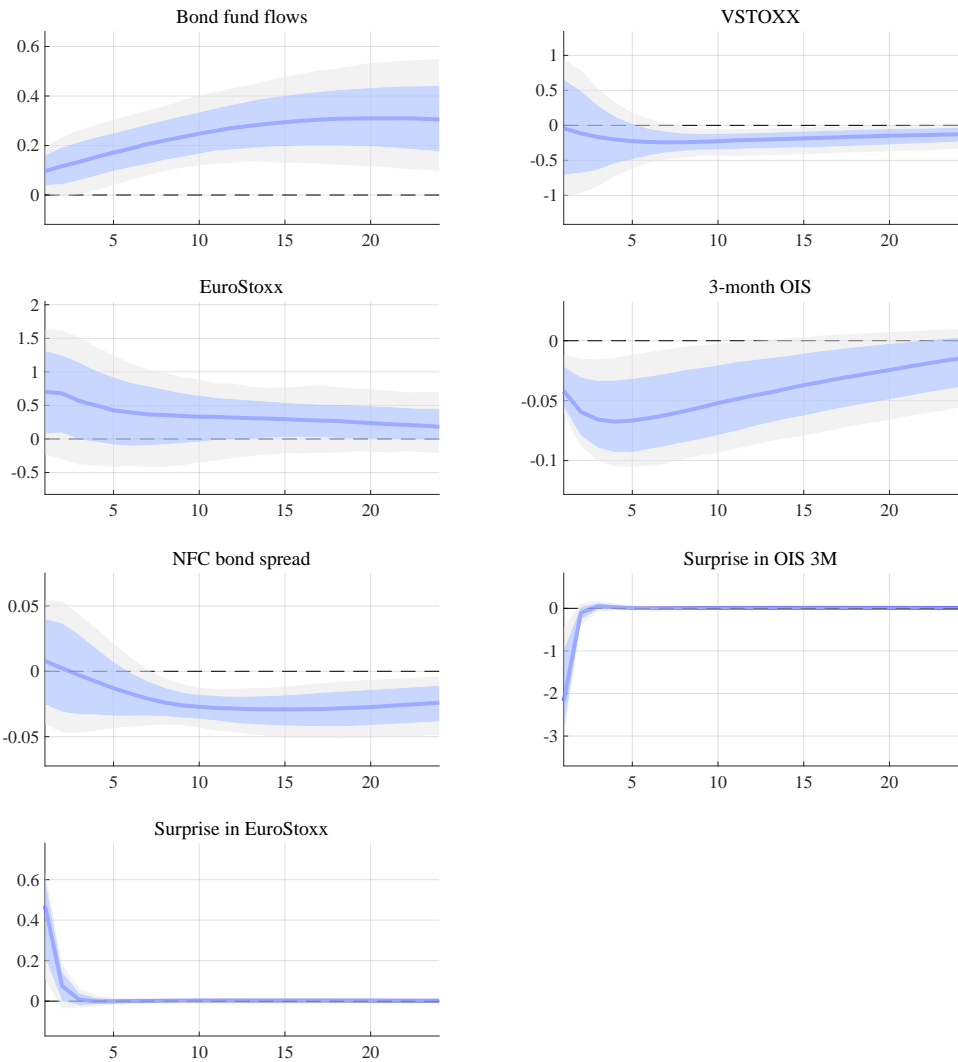 Bond fund flows
0.6
0.4
0.2
0
5 10 15 20
VSTOXX
1
0.5
0
-0.5
-1
5 10 15 20
EuroStoxx
2
1.5
1
0.5
0
-0.5
5 10 15 20
3-month OIS
0
-0.05
-0.1
5 10 15 20
NFC bond spread
0.05
0
-0.05
5 10 15 20
Surprise in OIS 3M
0
-1
-2
-3
5 10 15 20
Surprise in EuroStoxx
0.6
0.4
0.2
0
5 10 15 20